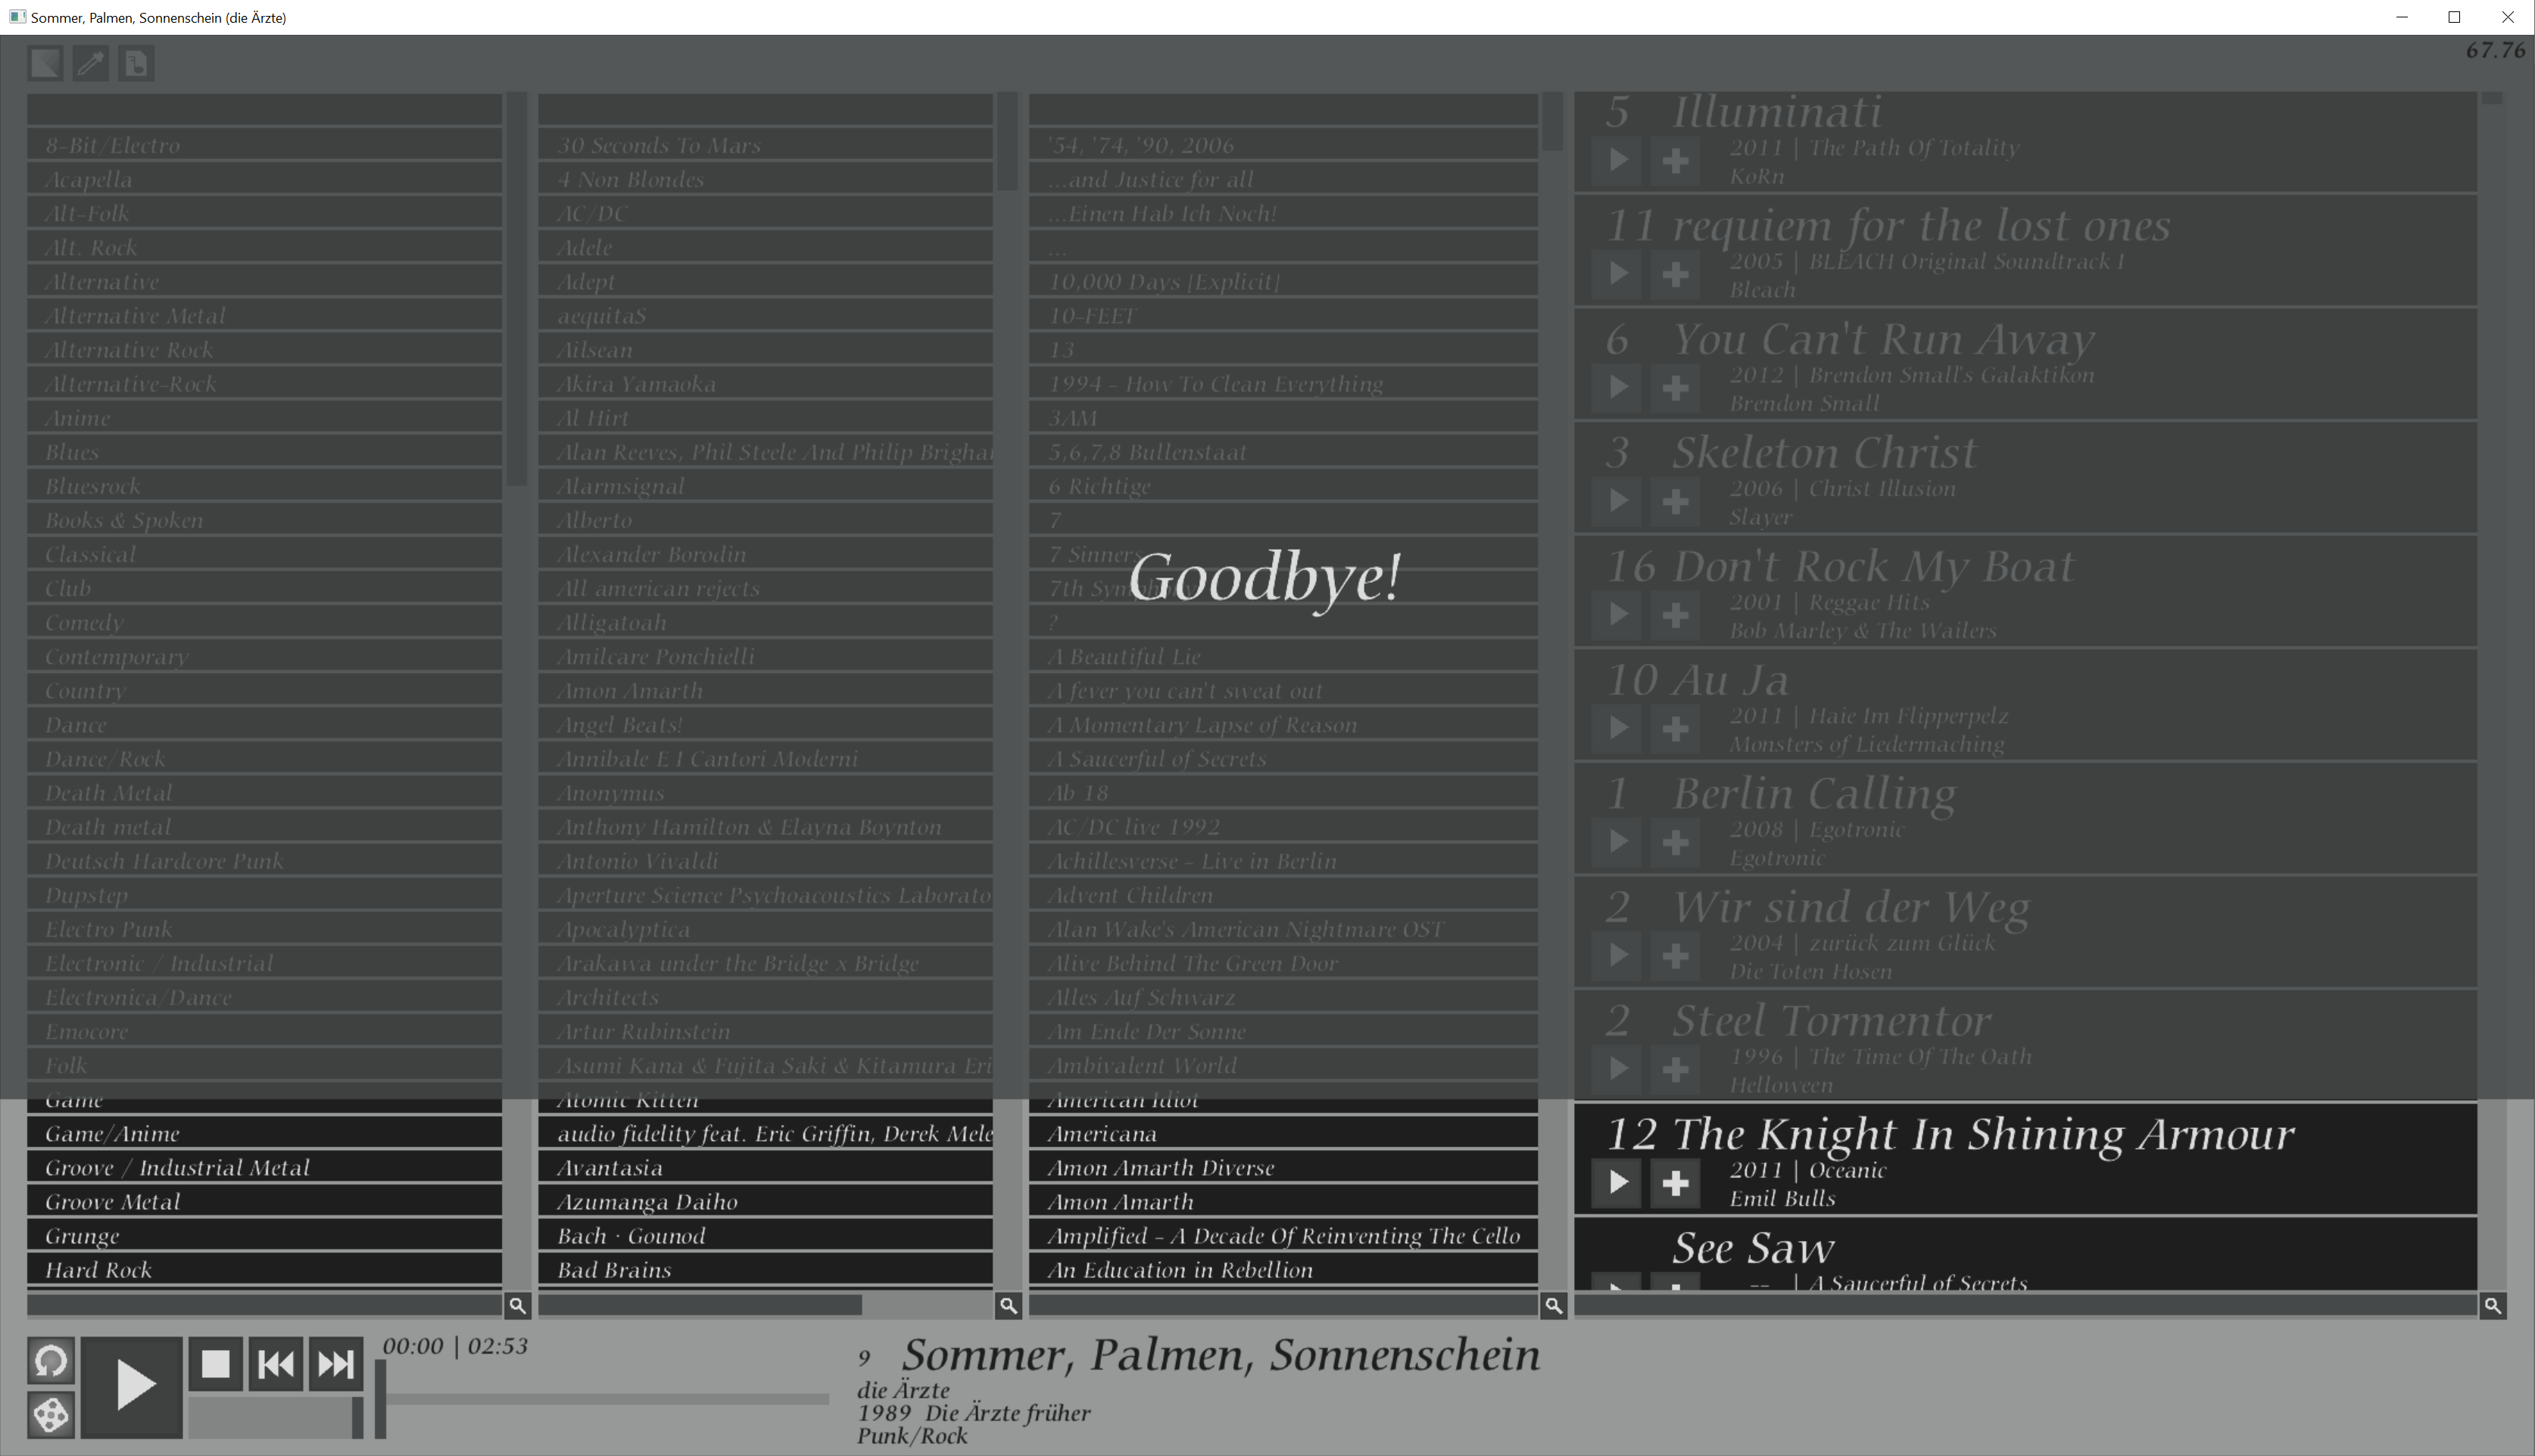 Sommer, Palmen, Sonnenschein (die Ärzte)
67.76
8-Bit/Electro
Acapella
Alt-Folk
Alt. Rock
Alternative
Alternative Metal
Alternative Rock
Alternative-Rock
Anime
Blues
Bluesrock
Books & Spoken
Classical
Club
Comedy
Contemporary
Country
Dance
Dance/Rock
Death Metal
Death metal
Deutsch Hardcore Punk
Dupstep
Electro Punk
Electronic / Industrial
Electronica/Dance
Emocore
Folk
Game
Game/Anime
Groove / Industrial Metal
Groove Metal
Grunge
Hard Rock
30 Seconds To Mars
4 Non Blondes
AC/DC
Adele
Adept
aequitaS
Ailsean
Akira Yamaoka
Al Hirt
Alan Reeves, Phil Steele And Philip Brigha
Alarmsignal
Alberto
Alexander Borodin
All american rejects
Alligatoah
Amilcare Ponchielli
Amon Amarth
Angel Beats!
Annibale E I Cantori Moderni
Anonymus
Anthony Hamilton & Elayna Boynton
Antonio Vivaldi
Aperture Science Psychoacoustics Laborato
Apocalyptica
Arakawa under the Bridge x Bridge
Architects
Artur Rubinstein
Asumi Kana & Fujita Saki & Kitamura Eri
Atomic Kitten
audio fidelity feat. Eric Griffin, Derek Mele
Avantasia
Azumanga Daiho
Bach · Gounod
Bad Brains
'54, '74, '90, 2006
...and Justice for all
...Einen Hab Ich Noch!
...
10,000 Days [Explicit]
10-FEET
13
1994 - How To Clean Everything
3AM
5,6,7,8 Bullenstaat
6 Richtige
7
7 Sinners
7th Symphony
?
A Beautiful Lie
A fever you can't sweat out
A Momentary Lapse of Reason
A Saucerful of Secrets
Ab 18
AC/DC live 1992
Achillesverse - Live in Berlin
Advent Children
Alan Wake's American Nightmare OST
Alive Behind The Green Door
Alles Auf Schwarz
Am Ende Der Sonne
Ambivalent World
American Idiot
Americana
Amon Amarth Diverse
Amon Amarth
Amplified - A Decade Of Reinventing The Cello
An Education in Rebellion
Goodbye!
5 Illuminati
2011 | The Path Of Totality
KoRn
11 requiem for the lost ones
2005 | BLEACH Original Soundtrack I
Bleach
6 You Can't Run Away
2012 | Brendon Small's Galaktikon
Brendon Small
3 Skeleton Christ
2006 | Christ Illusion
Slayer
16 Don't Rock My Boat
2001 | Reggae Hits
Bob Marley & The Wailers
10 Au Ja
2011 | Haie Im Flipperpelz
Monsters of Liedermaching
1 Berlin Calling
2008 | Egotronic
Egotronic
2 Wir sind der Weg
2004 | zurück zum Glück
Die Toten Hosen
2 Steel Tormentor
1996 | The Time Of The Oath
Helloween
12 The Knight In Shining Armour
2011 | Oceanic
Emil Bulls
See Saw
-- | A Saucerful of Secrets
00:00 | 02:53
9 Sommer, Palmen, Sonnenschein
die Ärzte
1989 Die Ärzte früher
Punk/Rock